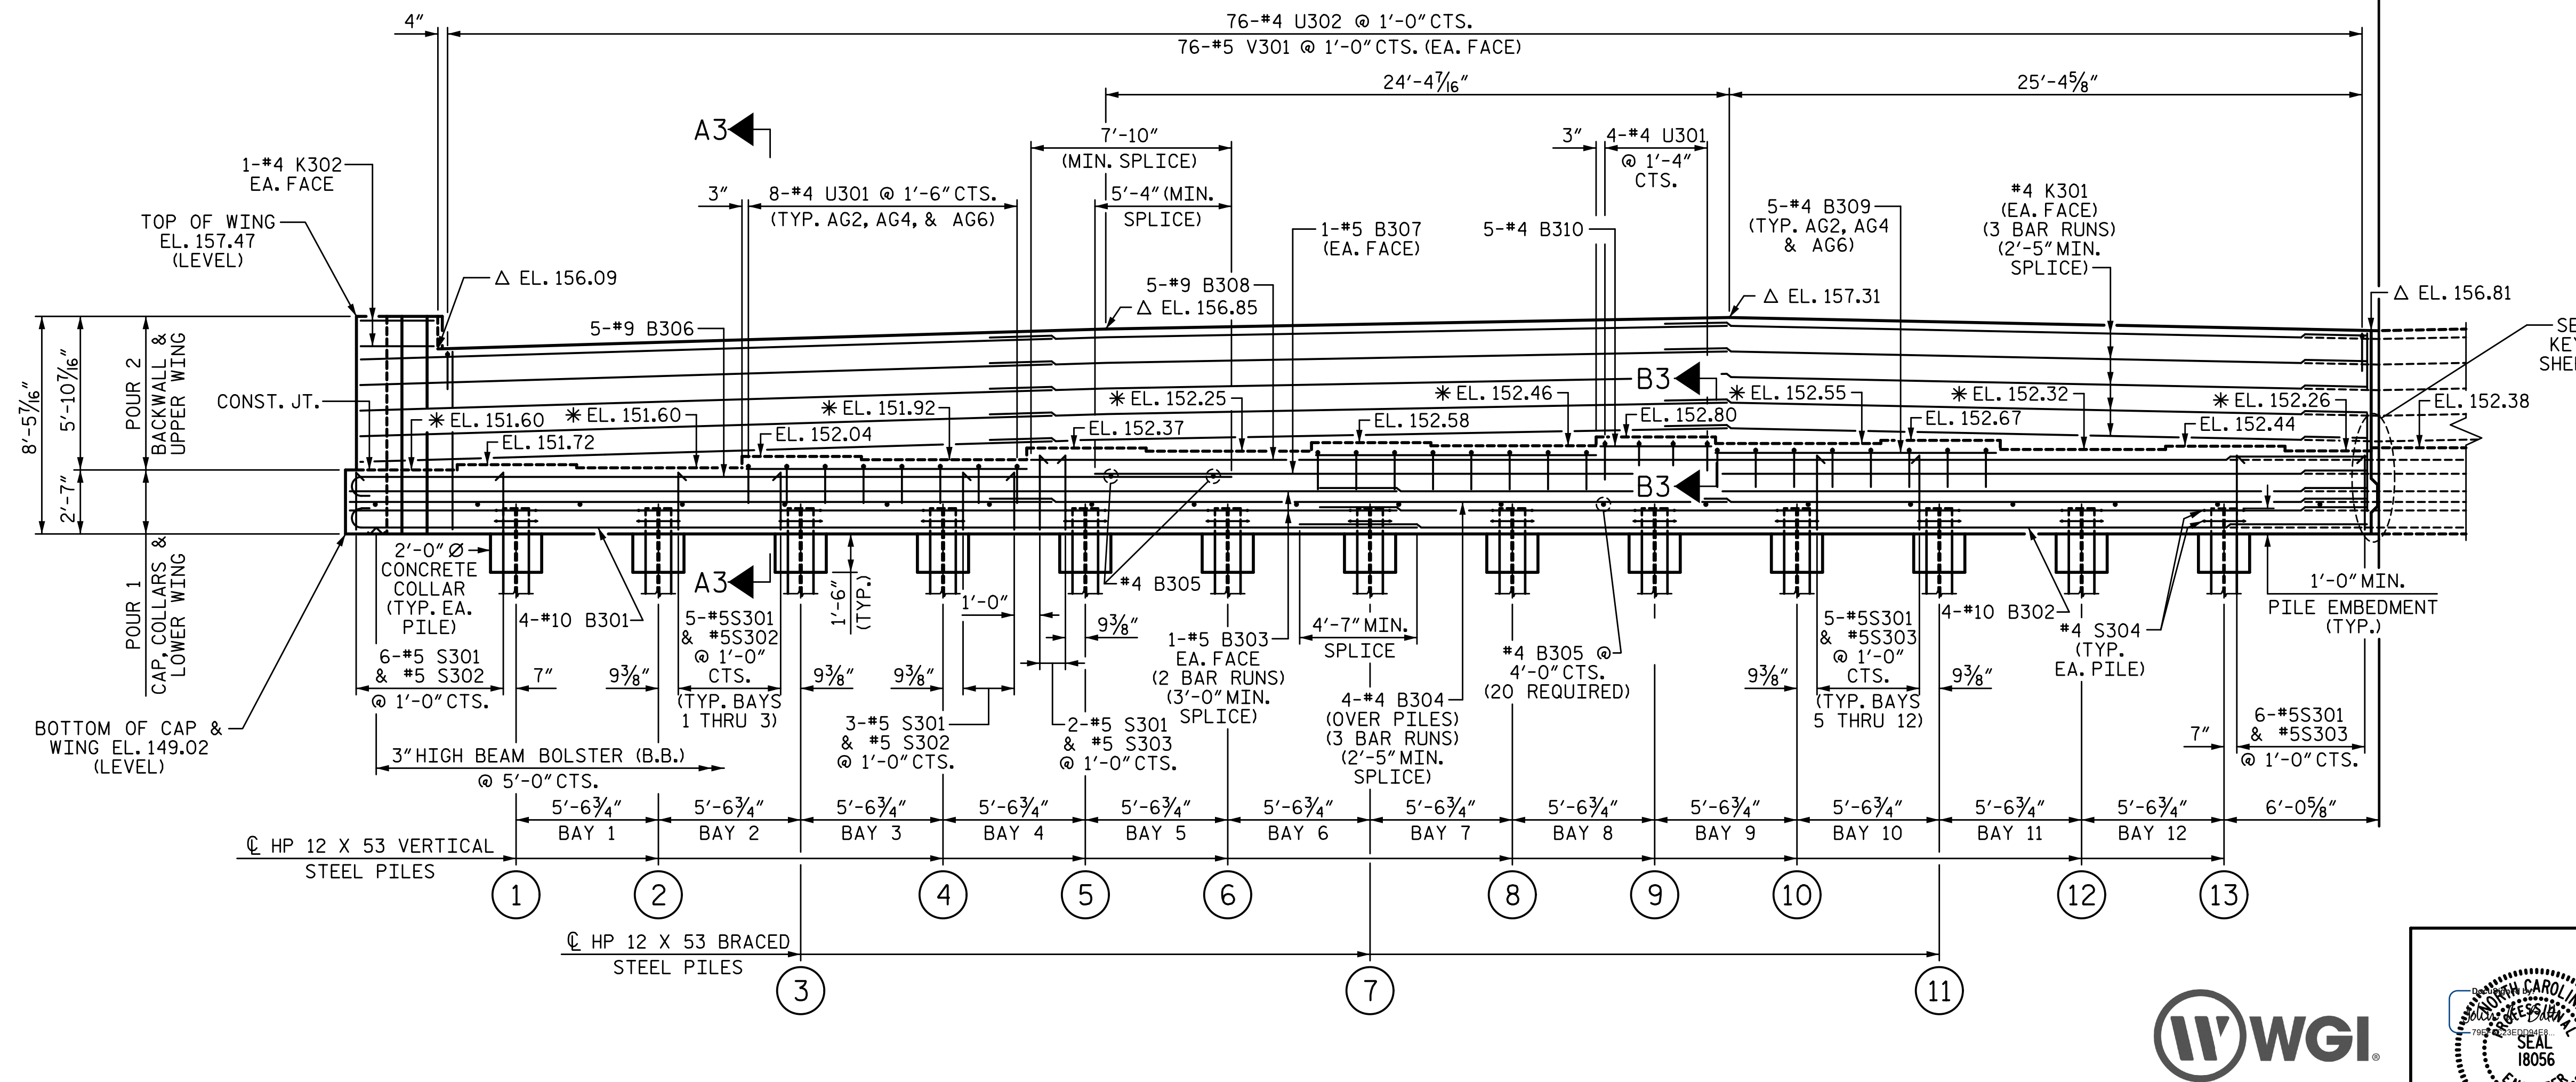 4"
76-#4 U302 @ 1'-0" CTS.
76-#5 V301 @ 1'-0" CTS. (EA. FACE)
24'-4 7/16"
25'-4 5/8"
A3
7'-10"
(MIN. SPLICE)
3"
4-#4 U301
@ 1'-4"
CTS.
1-#4 K302
EA. FACE
3"
8-#4 U301 @ 1'-6" CTS.
(TYP. AG2, AG4, & AG6)
5'-4" (MIN.
SPLICE)
#4 K301
(EA. FACE)
(3 BAR RUNS)
(2'-5" MIN.
SPLICE)
TOP OF WING
EL. 157.47
(LEVEL)
1-#5 B307
(EA. FACE)
5-#4 B310
5-#4 B309
(TYP. AG2, AG4
& AG6)
△ EL. 156.09
5-#9 B308
△ EL. 156.85
△ EL. 157.31
△ EL. 156.81
5-#9 B306
SE
KEY
SHEE
8'-5 7/16"
5'-10 7/16"
2'-7"
POUR 2
BACKWALL &
UPPER WING
POUR 1
CAP, COLLARS &
LOWER WING
CONST. JT.
B3
✳ EL. 151.60
✳ EL. 151.60
✳ EL. 151.92
✳ EL. 152.25
✳ EL. 152.46
✳ EL. 152.55
✳ EL. 152.32
✳ EL. 152.26
EL. 152.38
EL. 151.72
EL. 152.04
EL. 152.37
EL. 152.58
EL. 152.80
EL. 152.67
EL. 152.44
B3
2'-0" Ø
CONCRETE
COLLAR
(TYP. EA.
PILE)
A3
1'-6"
(TYP.)
#4 B305
1'-0"
1'-0" MIN.
PILE EMBEDMENT
(TYP.)
4-#10 B301
5-#5S301
& #5S302
@ 1'-0"
CTS.
(TYP. BAYS
1 THRU 3)
9 3/8"
1-#5 B303
EA. FACE
(2 BAR RUNS)
(3'-0" MIN.
SPLICE)
4'-7" MIN.
SPLICE
#4 B305 @
4'-0" CTS.
(20 REQUIRED)
5-#5S301
& #5S303
@ 1'-0"
CTS.
(TYP. BAYS
5 THRU 12)
4-#10 B302
#4 S304
(TYP.
EA. PILE)
6-#5 S301
& #5 S302
@ 1'-0" CTS.
7"
9 3/8"
9 3/8"
9 3/8"
9 3/8"
9 3/8"
4-#4 B304
(OVER PILES)
(3 BAR RUNS)
(2'-5" MIN.
SPLICE)
3-#5 S301
& #5 S302
@ 1'-0" CTS.
2-#5 S301
& #5 S303
@ 1'-0" CTS.
7"
6-#5S301
& #5S303
@ 1'-0" CTS.
BOTTOM OF CAP &
WING EL. 149.02
(LEVEL)
3" HIGH BEAM BOLSTER (B.B.)
@ 5'-0" CTS.
5'-6 3/4"
5'-6 3/4"
5'-6 3/4"
5'-6 3/4"
5'-6 3/4"
5'-6 3/4"
5'-6 3/4"
5'-6 3/4"
5'-6 3/4"
5'-6 3/4"
5'-6 3/4"
5'-6 3/4"
6'-0 5/8"
BAY 1
BAY 2
BAY 3
BAY 4
BAY 5
BAY 6
BAY 7
BAY 8
BAY 9
BAY 10
BAY 11
BAY 12
℄ HP 12 X 53 VERTICAL
STEEL PILES
1
2
4
5
6
8
9
10
12
13
℄ HP 12 X 53 BRACED
STEEL PILES
3
7
11
W WGI®
NORTH CAROLIN
PROFESSIONAL
SEAL
18056